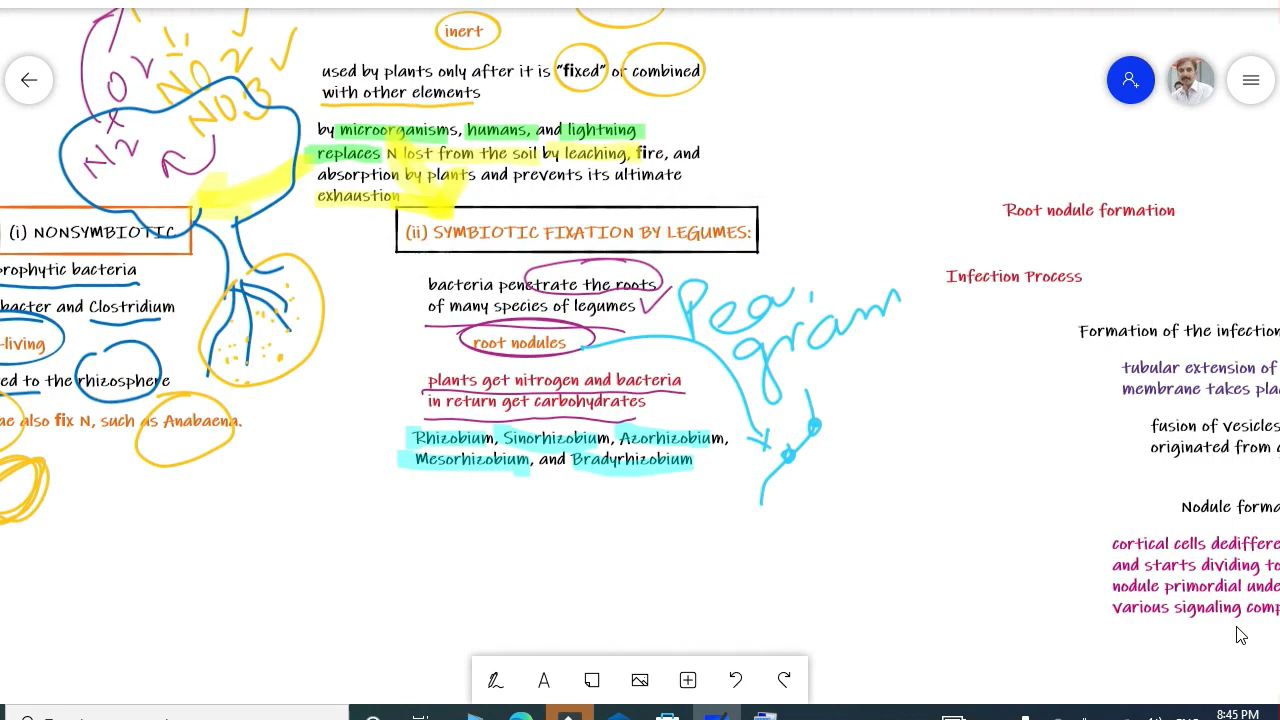 inert
used by plants only after it is "fixed" or combined
with other elements
by microorganisms, humans, and lightning
replaces N lost from the soil by leaching, fire, and
absorption by plants and prevents its ultimate
exhaustion
N2 + O2
NO2
NO3
(i) NONSYMBIOTIC
rophytic bacteria
bacter and Clostridium
-living
ed to the rhizosphere
ae also fix N, such as Anabaena.
(ii) SYMBIOTIC FIXATION BY LEGUMES:
bacteria penetrate the roots
of many species of legumes
root nodules
plants get nitrogen and bacteria
in return get carbohydrates
Rhizobium, Sinorhizobium, Azorhizobium,
Mesorhizobium, and Bradyrhizobium
Pea,
gram
Root nodule formation
Infection Process
Formation of the infection
tubular extension of
membrane takes pla
fusion of vesicles
originated from g
Nodule forma
cortical cells dediffere
and starts dividing to
nodule primordial unde
various signaling comp
8:45 PM